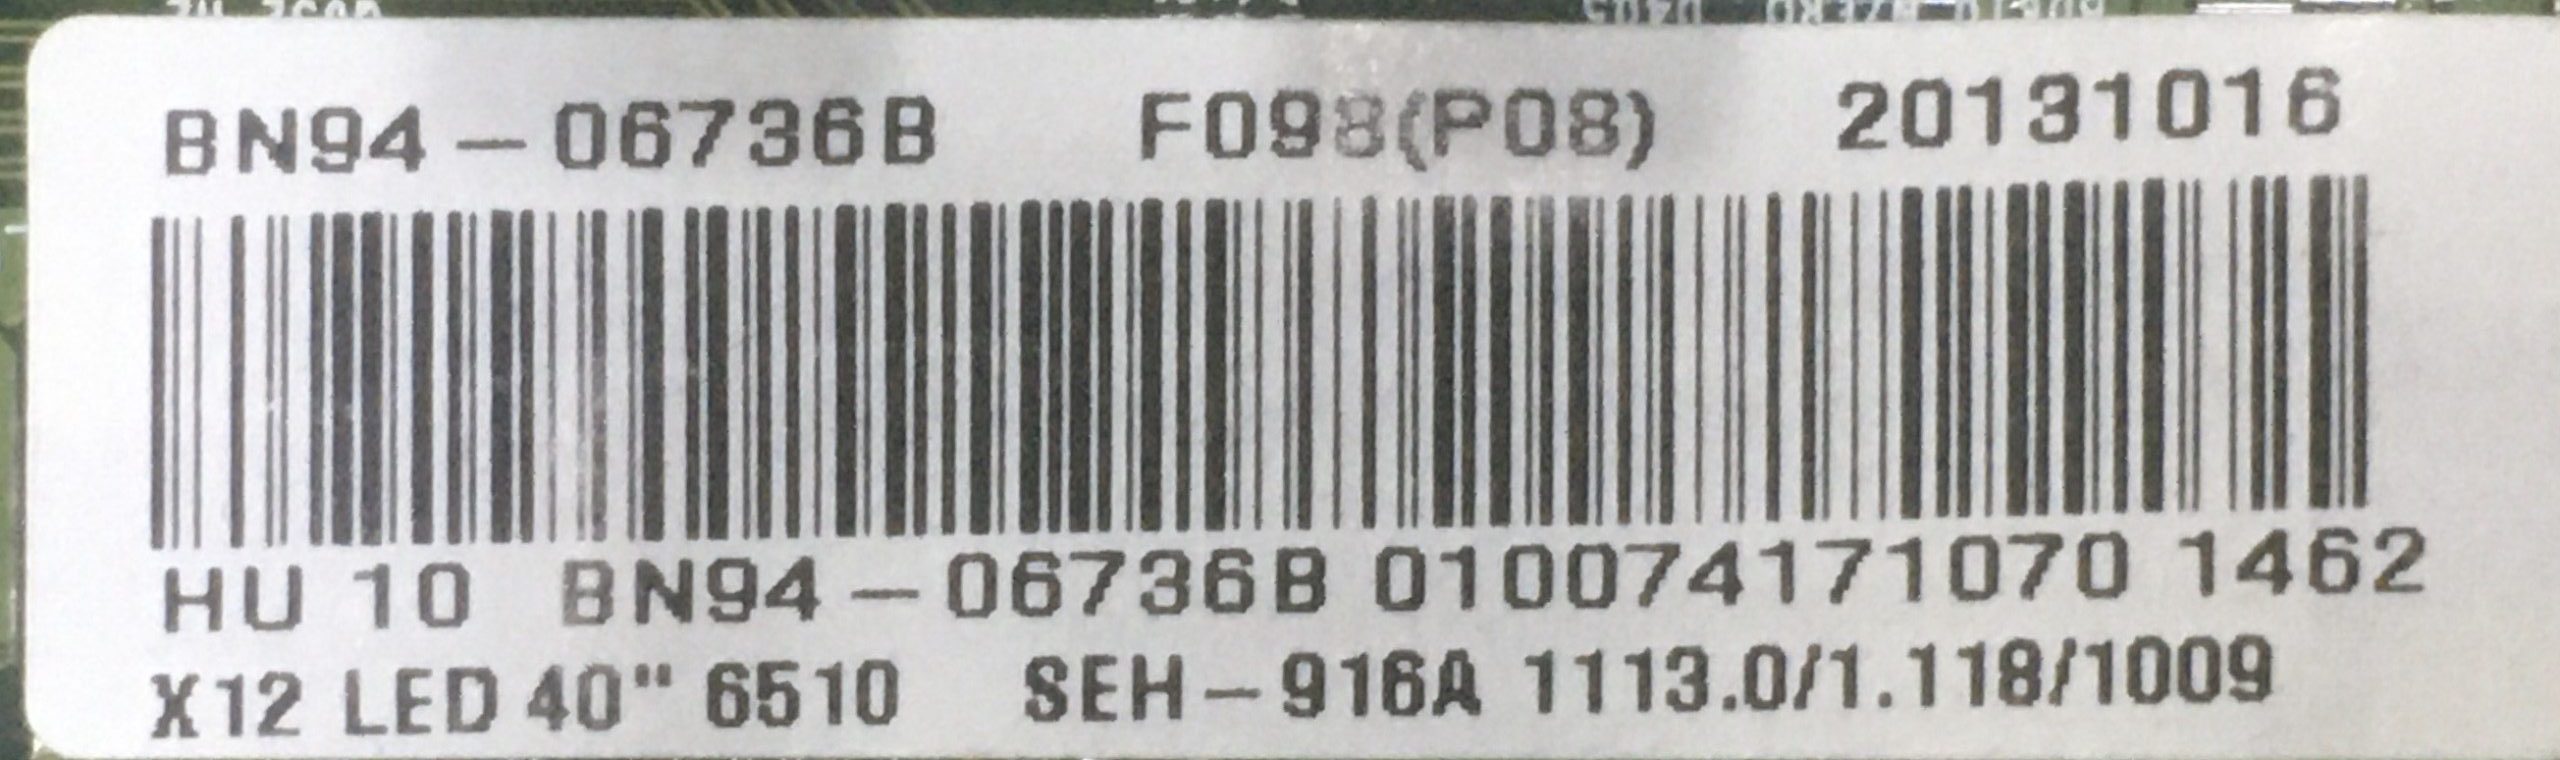 BN94-06736B F098(P08) 20131016
HU 10 BN94-06736B 010074171070 1462
X12 LED 40" 6510 SEH-916A 1113.0/1.118/1009